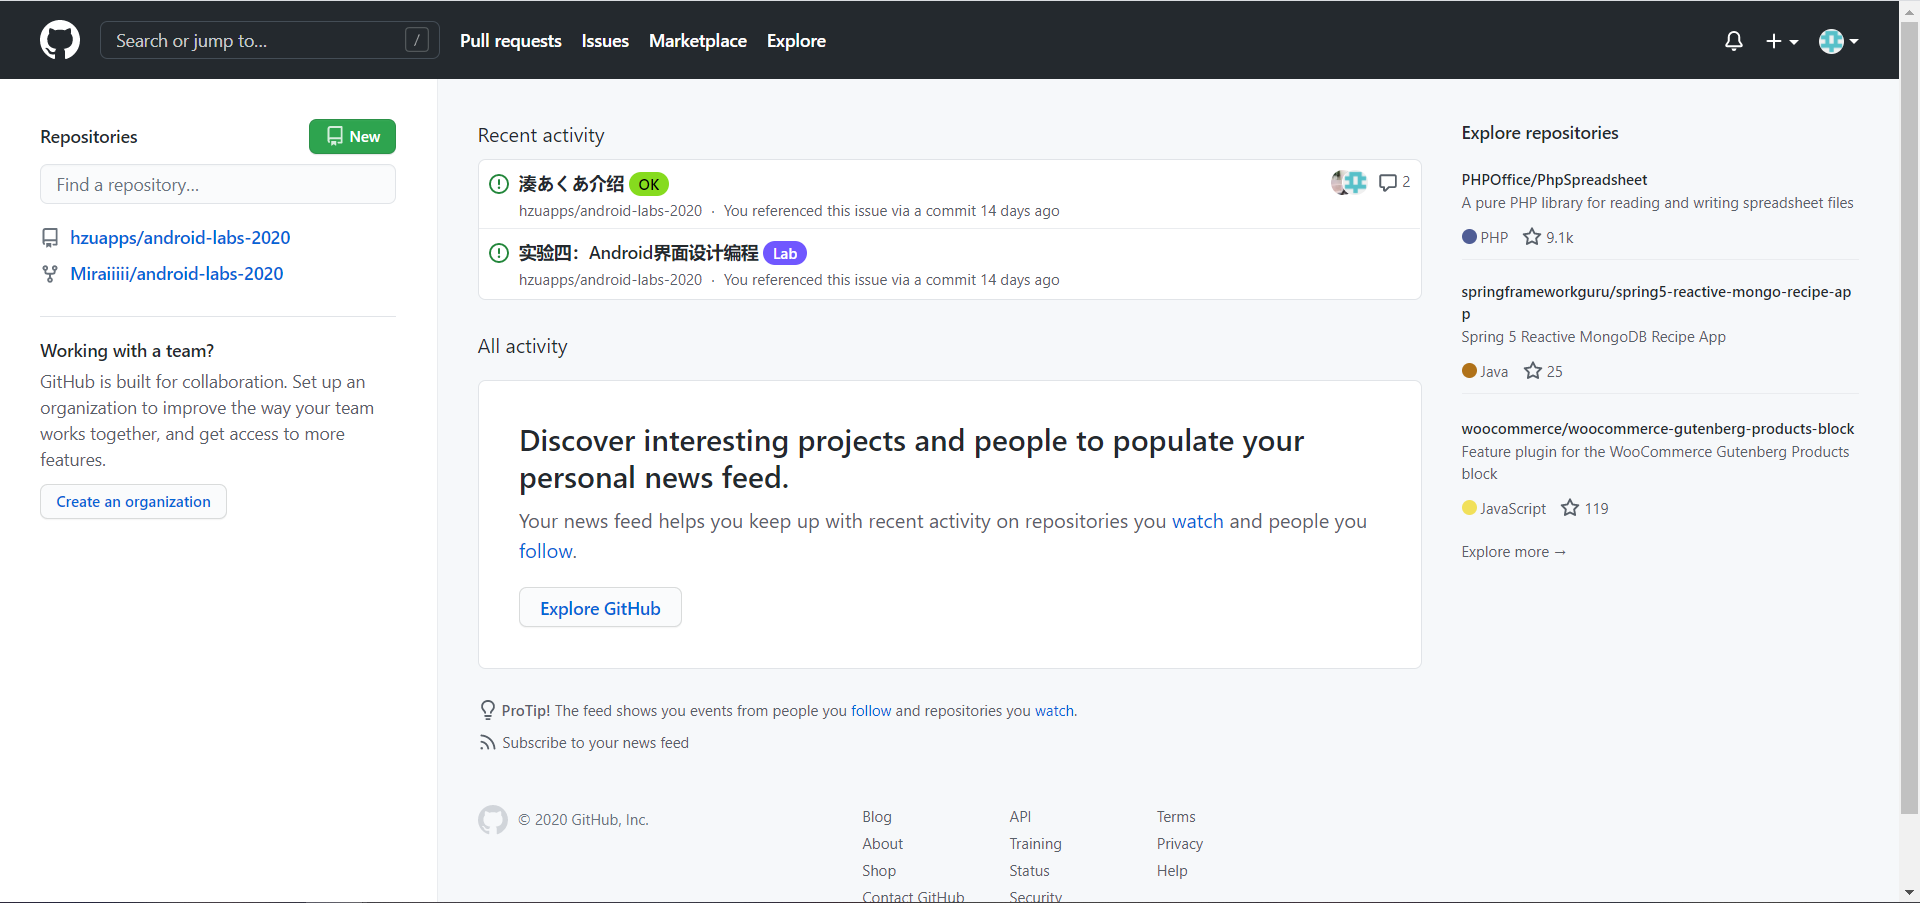 Search or jump to...
/
Pull requests
Issues
Marketplace
Explore
Repositories
New
Find a repository...
hzuapps/android-labs-2020
Miraiiiii/android-labs-2020
Working with a team?
GitHub is built for collaboration. Set up an
organization to improve the way your team
works together, and get access to more
features.
Create an organization
Recent activity
湊あくあ介绍 OK
2
hzuapps/android-labs-2020 · You referenced this issue via a commit 14 days ago
实验四：Android界面设计编程 Lab
hzuapps/android-labs-2020 · You referenced this issue via a commit 14 days ago
All activity
Discover interesting projects and people to populate your
personal news feed.
Your news feed helps you keep up with recent activity on repositories you watch and people you
follow.
Explore GitHub
ProTip! The feed shows you events from people you follow and repositories you watch.
Subscribe to your news feed
Explore repositories
PHPOffice/PhpSpreadsheet
A pure PHP library for reading and writing spreadsheet files
PHP 9.1k
springframeworkguru/spring5-reactive-mongo-recipe-ap
p
Spring 5 Reactive MongoDB Recipe App
Java 25
woocommerce/woocommerce-gutenberg-products-block
Feature plugin for the WooCommerce Gutenberg Products
block
JavaScript 119
Explore more →
© 2020 GitHub, Inc.
Blog
About
Shop
Contact GitHub
API
Training
Status
Security
Terms
Privacy
Help